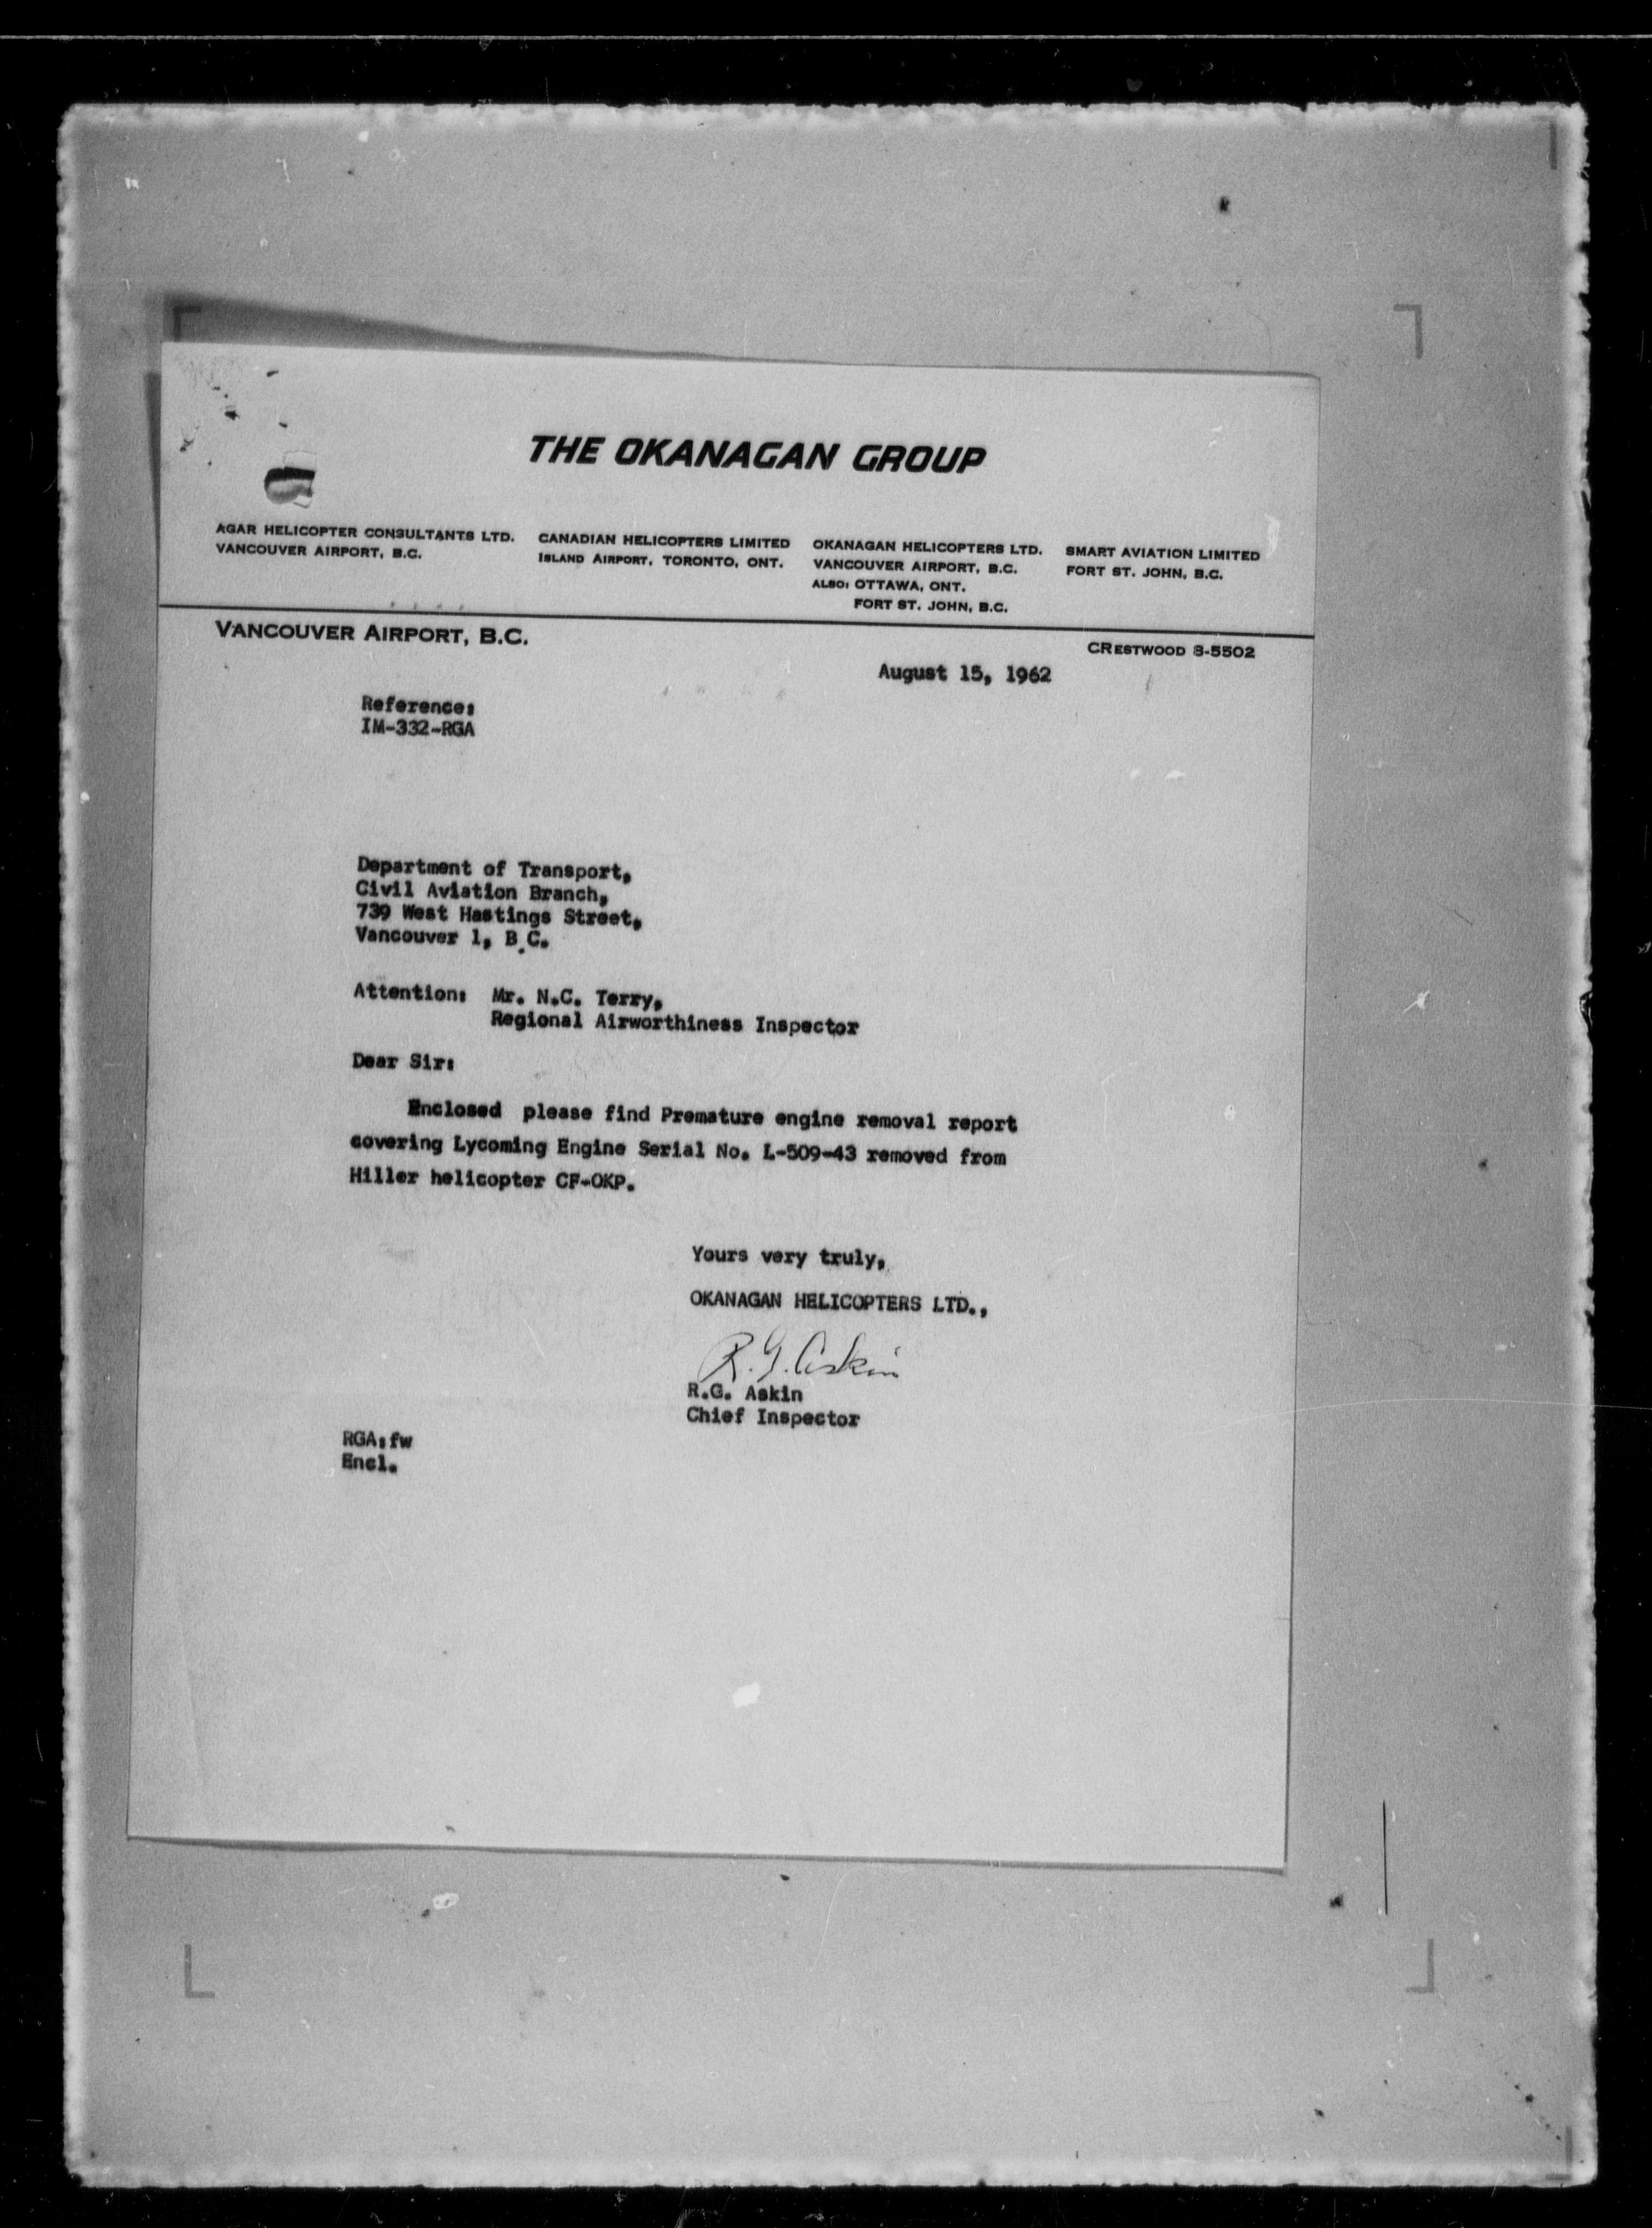 THE OKANAGAN GROUP
AGAR HELICOPTER CONSULTANTS LTD.
VANCOUVER AIRPORT, B.C.
CANADIAN HELICOPTERS LIMITED
ISLAND AIRPORT, TORONTO, ONT.
OKANAGAN HELICOPTERS LTD.
VANCOUVER AIRPORT, B.C.
ALSO: OTTAWA, ONT.
FORT ST. JOHN, B.C.
SMART AVIATION LIMITED
FORT ST. JOHN, B.C.
VANCOUVER AIRPORT, B.C.
CRESTWOOD 8-5502
August 15, 1962
Reference:
IM-332-RGA
Department of Transport,
Civil Aviation Branch,
739 West Hastings Street,
Vancouver 1, B.C.
Attention: Mr. N.C. Terry,
Regional Airworthiness Inspector
Dear Sir:
Enclosed please find Premature engine removal report
covering Lycoming Engine Serial No. L-509-43 removed from
Hiller helicopter CF-OKP.
Yours very truly,
OKANAGAN HELICOPTERS LTD.,
R.G. Askin
R.G. Askin
Chief Inspector
RGA:fw
Encl.